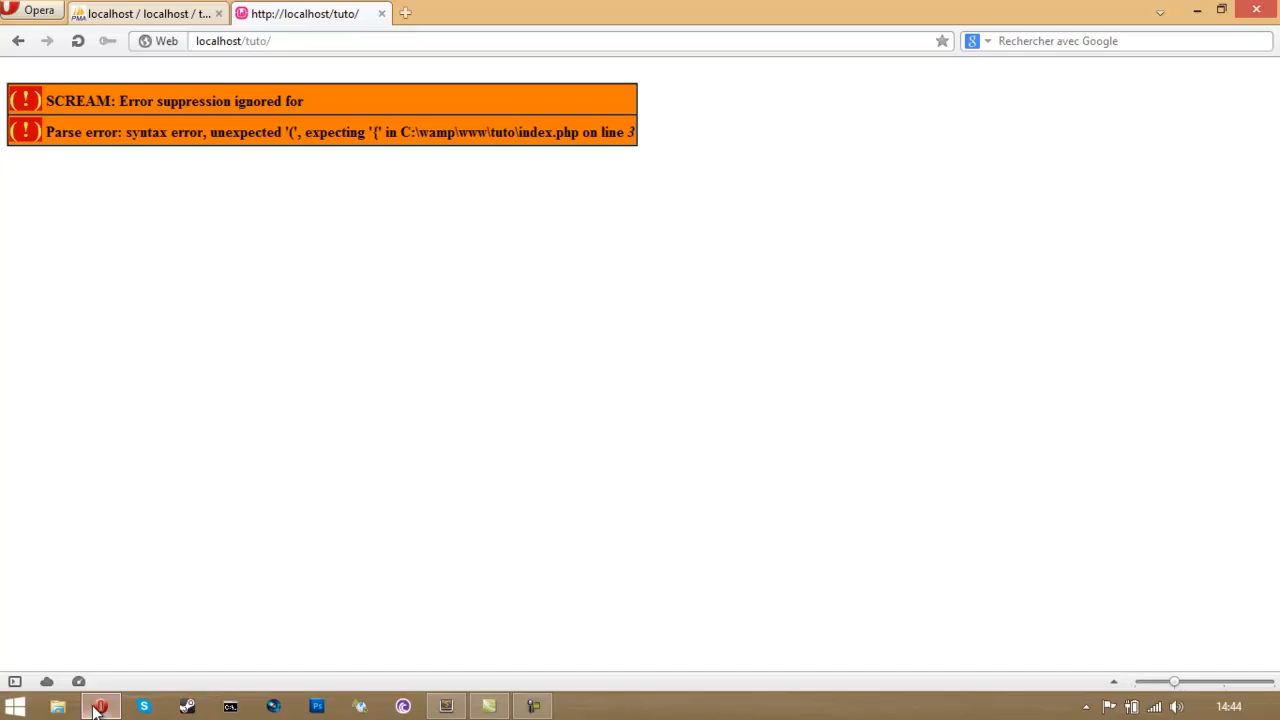 Opera
localhost / localhost / t...
http://localhost/tuto/
Web
localhost/tuto/
Rechercher avec Google
( ! ) SCREAM: Error suppression ignored for
( ! ) Parse error: syntax error, unexpected '(', expecting '{' in C:\wamp\www\tuto\index.php on line 3
14:44